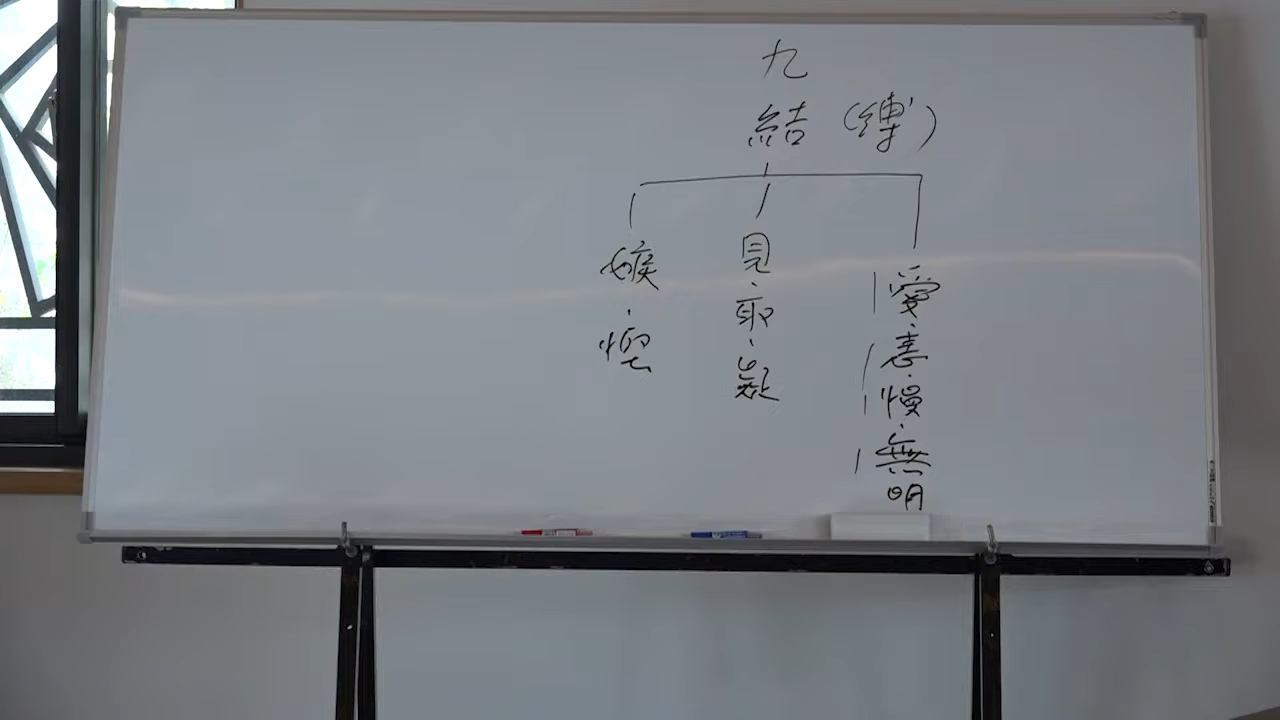 九
結(縛)
愛、恚、慢、無明
見、取、疑
嫉、慳